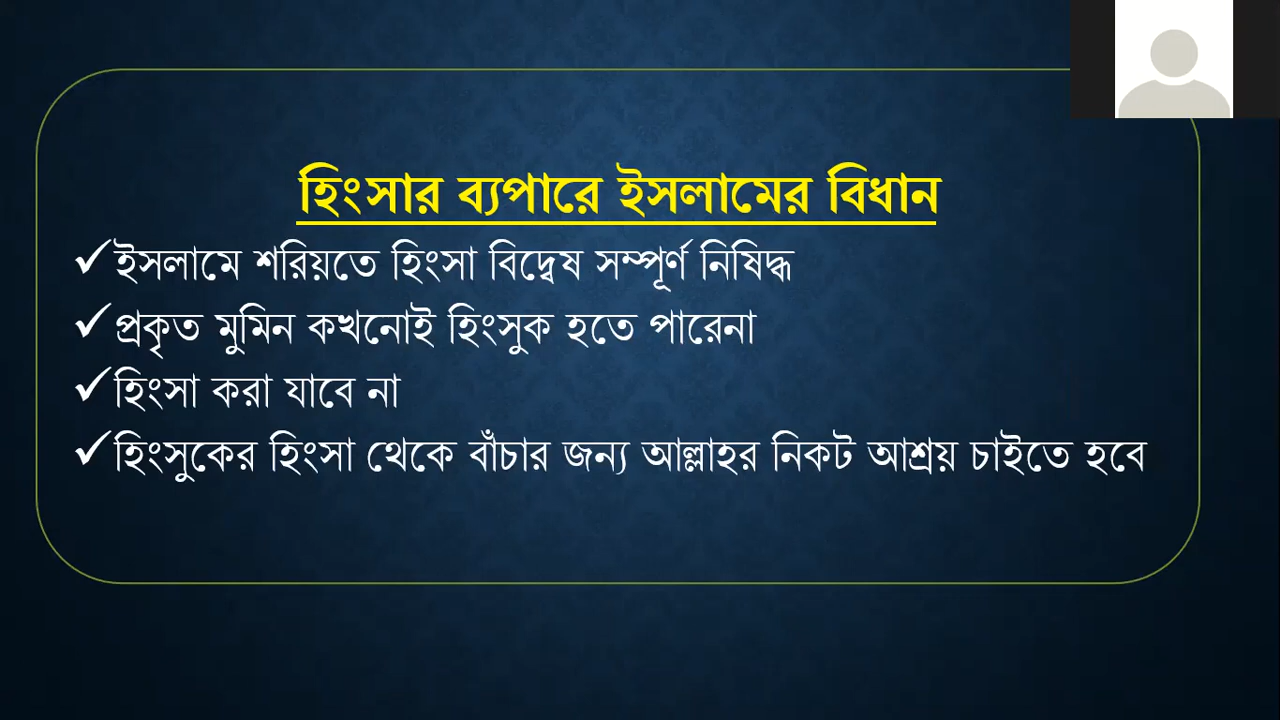 হিংসার ব্যপারে ইসলামের বিধান
✓ইসলামে শরিয়তে হিংসা বিদ্বেষ সম্পূর্ণ নিষিদ্ধ
✓প্রকৃত মুমিন কখনোই হিংসুক হতে পারেনা
✓হিংসা করা যাবে না
✓হিংসুকের হিংসা থেকে বাঁচার জন্য আল্লাহর নিকট আশ্রয় চাইতে হবে